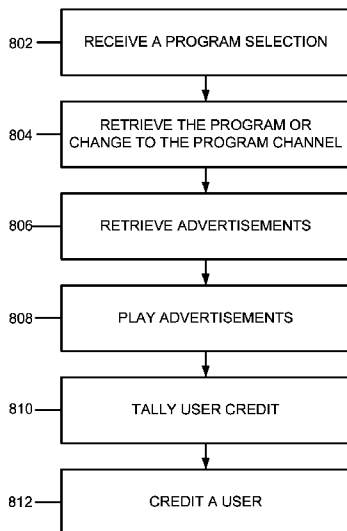 802
RECEIVE A PROGRAM SELECTION
804
RETRIEVE THE PROGRAM OR
CHANGE TO THE PROGRAM CHANNEL
806
RETRIEVE ADVERTISEMENTS
808
PLAY ADVERTISEMENTS
810
TALLY USER CREDIT
812
CREDIT A USER